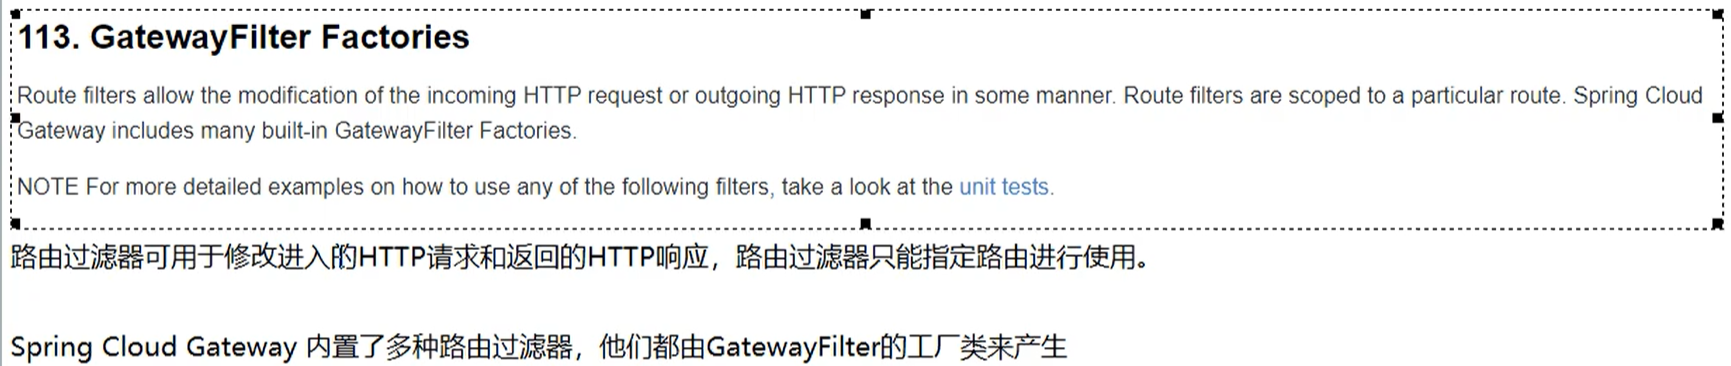 113. GatewayFilter Factories
Route filters allow the modification of the incoming HTTP request or outgoing HTTP response in some manner. Route filters are scoped to a particular route. Spring Cloud
Gateway includes many built-in GatewayFilter Factories.
NOTE For more detailed examples on how to use any of the following filters, take a look at the unit tests.
路由过滤器可用于修改进入的HTTP请求和返回的HTTP响应，路由过滤器只能指定路由进行使用。
Spring Cloud Gateway 内置了多种路由过滤器，他们都由GatewayFilter的工厂类来产生